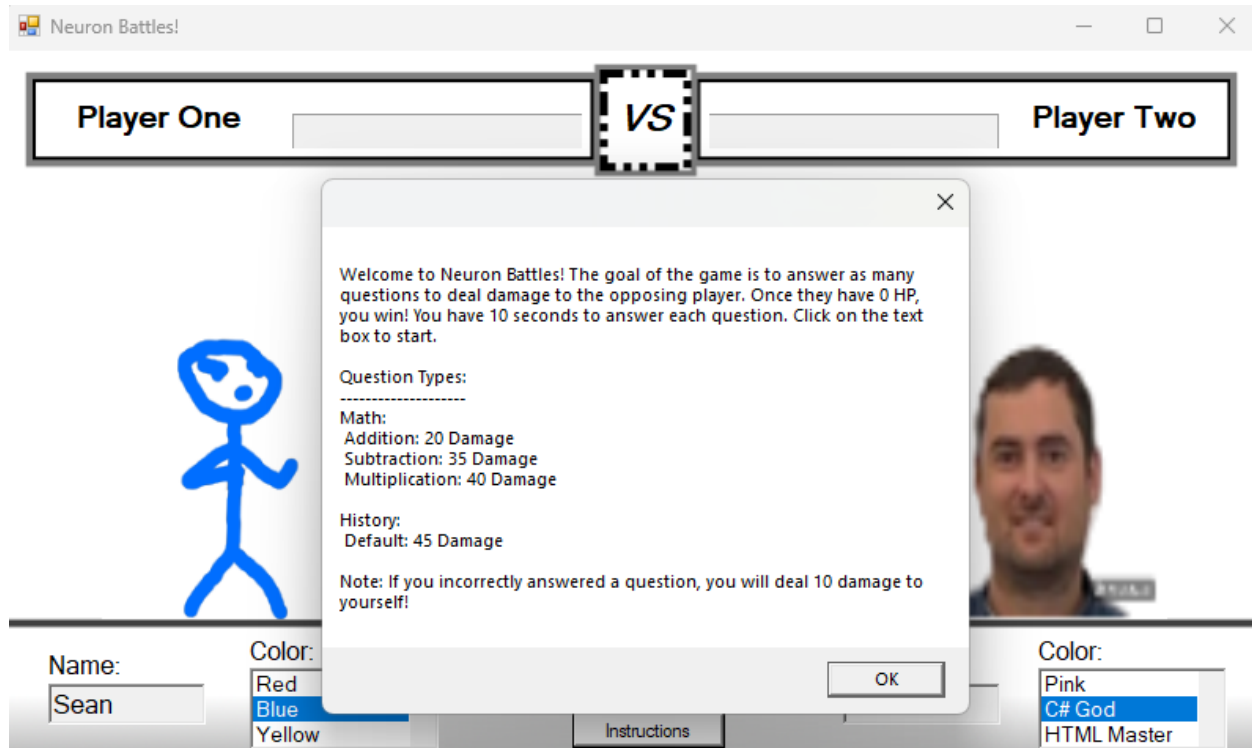 Neuron Battles!
Player One
VS
Player Two
Welcome to Neuron Battles! The goal of the game is to answer as many
questions to deal damage to the opposing player. Once they have 0 HP,
you win! You have 10 seconds to answer each question. Click on the text
box to start.
Question Types:
--------------------
Math:
Addition: 20 Damage
Subtraction: 35 Damage
Multiplication: 40 Damage
History:
Default: 45 Damage
Note: If you incorrectly answered a question, you will deal 10 damage to
yourself!
OK
Name:
Sean
Color:
Red
Blue
Yellow
Instructions
Color:
Pink
C# God
HTML Master